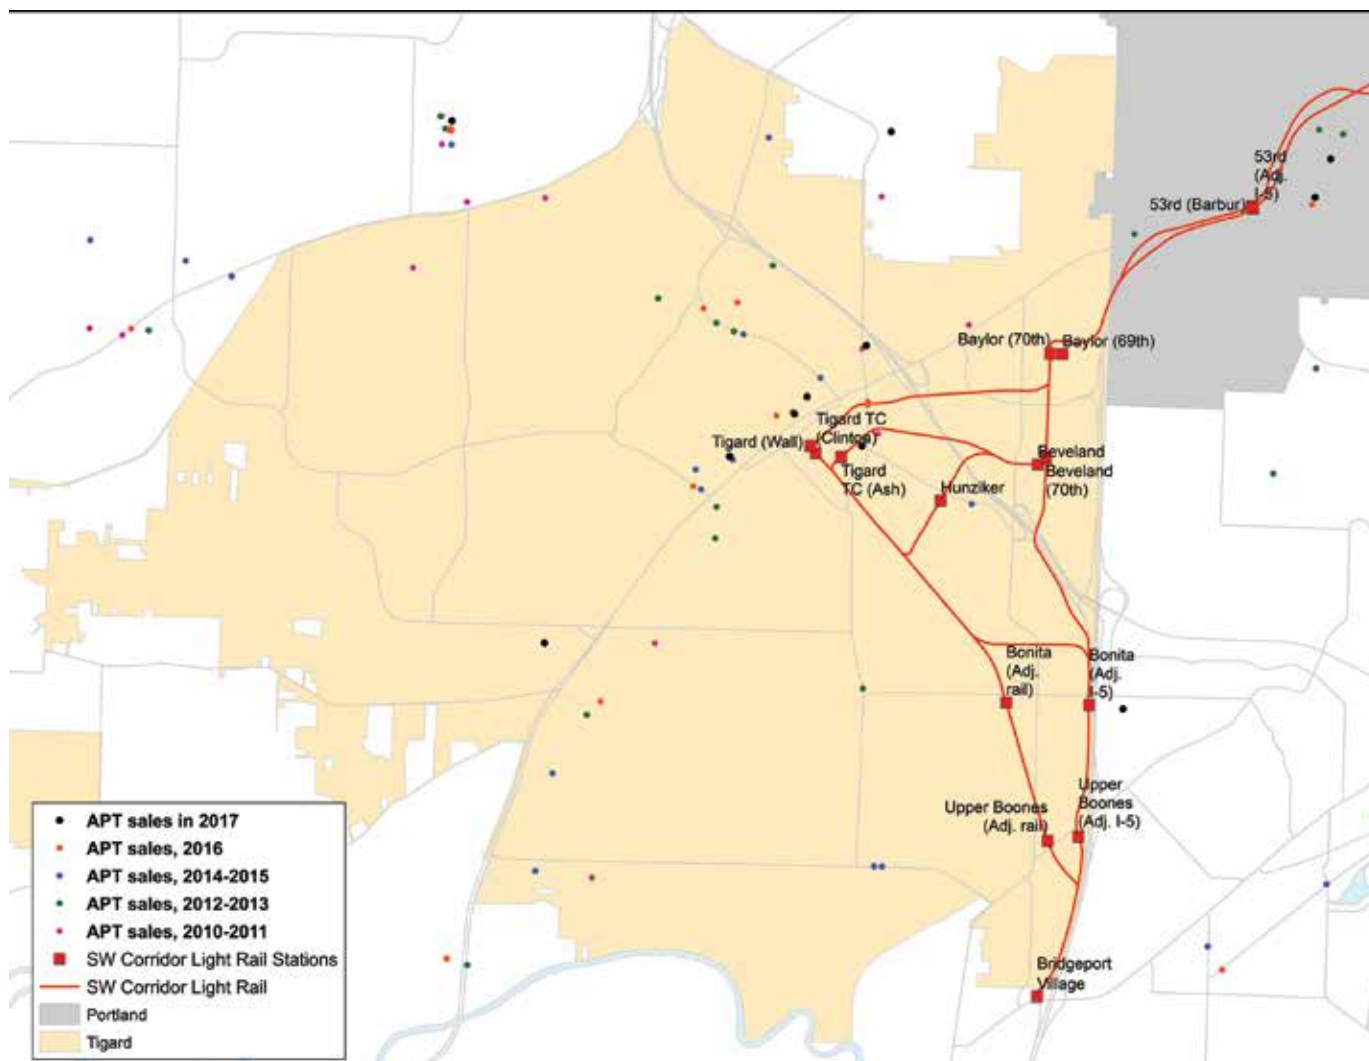 53rd
(Adj.
I-5)
53rd (Barbur)
Baylor (70th)
Baylor (69th)
Tigard TC
(Clinton)
Tigard (Wall)
Tigard
TC (Ash)
Beveland
Beveland
(70th)
Hunziker
Bonita
(Adj.
rail)
Bonita
(Adj.
I-5)
Upper Boones
(Adj. rail)
Upper
Boones
(Adj. I-5)
Bridgeport
Village
APT sales in 2017
APT sales, 2016
APT sales, 2014-2015
APT sales, 2012-2013
APT sales, 2010-2011
SW Corridor Light Rail Stations
SW Corridor Light Rail
Portland
Tigard